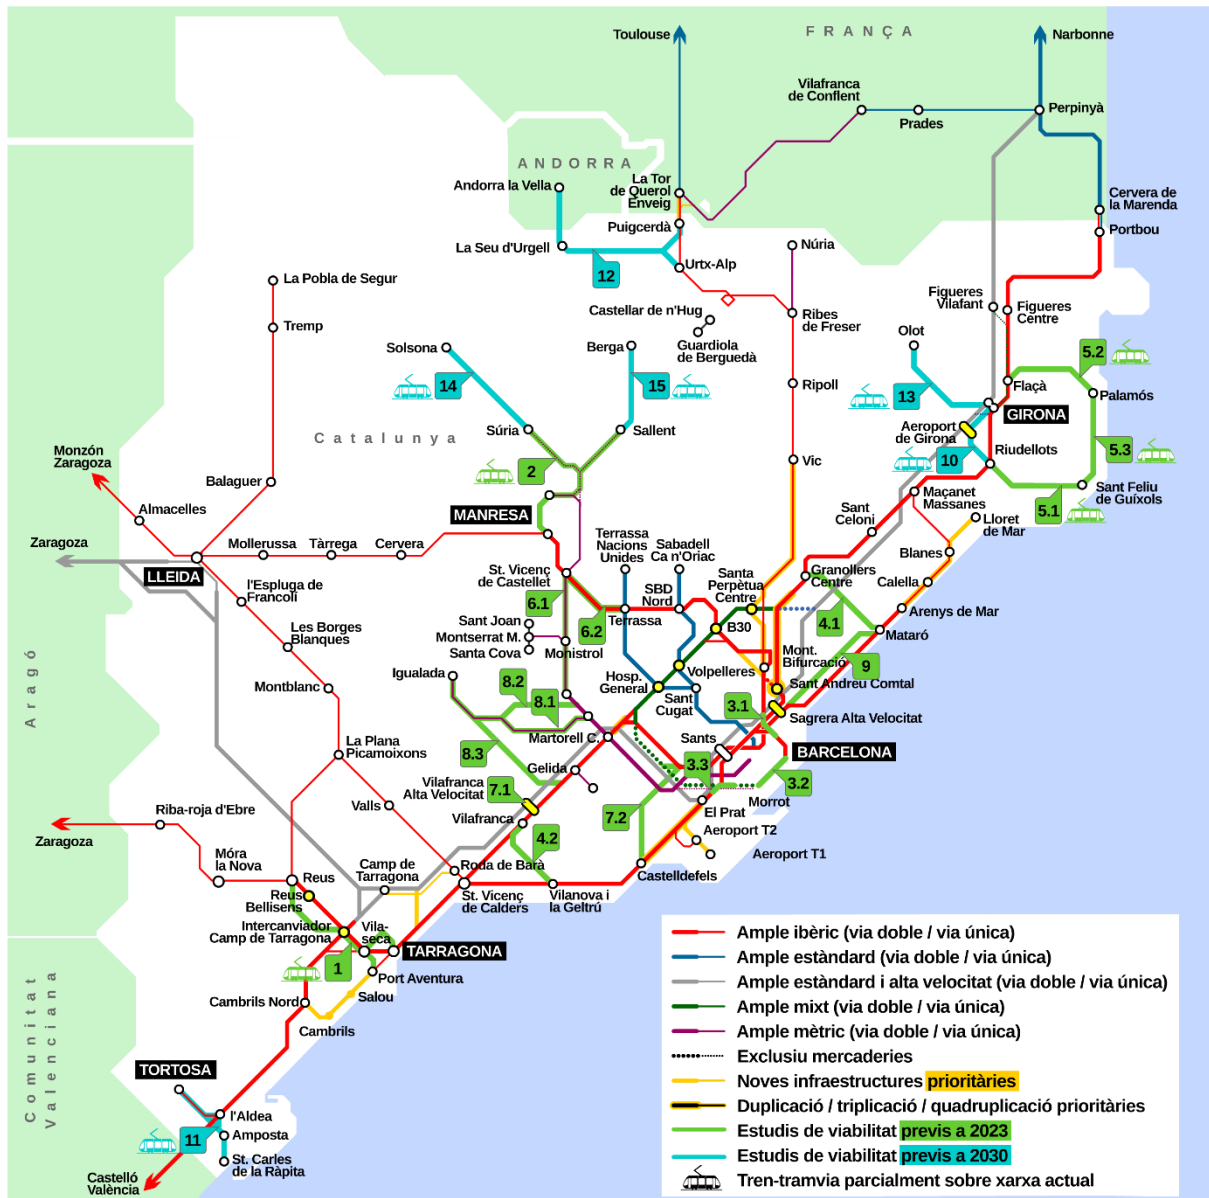 FRANÇA
Toulouse
Narbonne
Vilafranca
de Conflent
Prades
Perpinyà
ANDORRA
Andorra la Vella
La Tor
de Querol
Enveig
Cervera de
la Marenda
Puigcerdà
Portbou
La Seu d'Urgell
Núria
12
Urtx-Alp
La Pobla de Segur
Figueres
Vilafant
Castellar de n'Hug
Figueres
Centre
Ribes
de Freser
Tremp
Olot
Guardiola
de Berguedà
Solsona
Berga
5.2
14
15
Ripoll
Flaçà
13
Palamós
GIRONA
Catalunya
Súria
Sallent
Aeroport
de Girona
Monzón
Zaragoza
Riudellots
5.3
2
Vic
10
Balaguer
Sant Feliu
de Guíxols
Maçanet
Massanes
5.1
Almacelles
MANRESA
Sant
Celoni
Lloret
de Mar
Zaragoza
Mollerussa
Tàrrega
Cervera
Terrassa
Nacions
Unides
Sabadell
Ca n'Oriac
Blanes
LLEIDA
St. Vicenç
de Castellet
Santa
Perpètua
Centre
Granollers
Centre
Calella
l'Espluga de
Francolí
SBD
Nord
6.1
Arenys de Mar
6.2
Terrassa
4.1
Les Borges
Blanques
Sant Joan
Montserrat M.
Santa Cova
B30
Mataró
Monistrol
Mont.
Bifurcació
9
Aragó
Igualada
8.2
Hosp.
General
Volpelleres
Montblanc
8.1
Sant
Cugat
Sant Andreu Comtal
3.1
Sagrera Alta Velocitat
La Plana
Picamoixons
8.3
Martorell C.
Sants
BARCELONA
Gelida
3.3
3.2
Vilafranca
Alta Velocitat
7.1
Morrot
Riba-roja d'Ebre
Valls
Vilafranca
7.2
El Prat
Zaragoza
4.2
Aeroport T2
Móra
la Nova
Aeroport T1
Camp de
Tarragona
Roda de Barà
Castelldefels
Reus
Reus
Bellisens
St. Vicenç
de Calders
Vilanova i
la Geltrú
Intercanviador
Camp de Tarragona
Vila-
seca
TARRAGONA
1
Port Aventura
Salou
Cambrils Nord
Cambrils
Comunitat
Valenciana
TORTOSA
l'Aldea
11
Amposta
St. Carles
de la Ràpita
Castelló
València
Ample ibèric (via doble / via única)
Ample estàndard (via doble / via única)
Ample estàndard i alta velocitat (via doble / via única)
Ample mixt (via doble / via única)
Ample mètric (via doble / via única)
Exclusiu mercaderies
Noves infraestructures prioritàries
Duplicació / triplicació / quadruplicació prioritàries
Estudis de viabilitat previs a 2023
Estudis de viabilitat previs a 2030
Tren-tramvia parcialment sobre xarxa actual